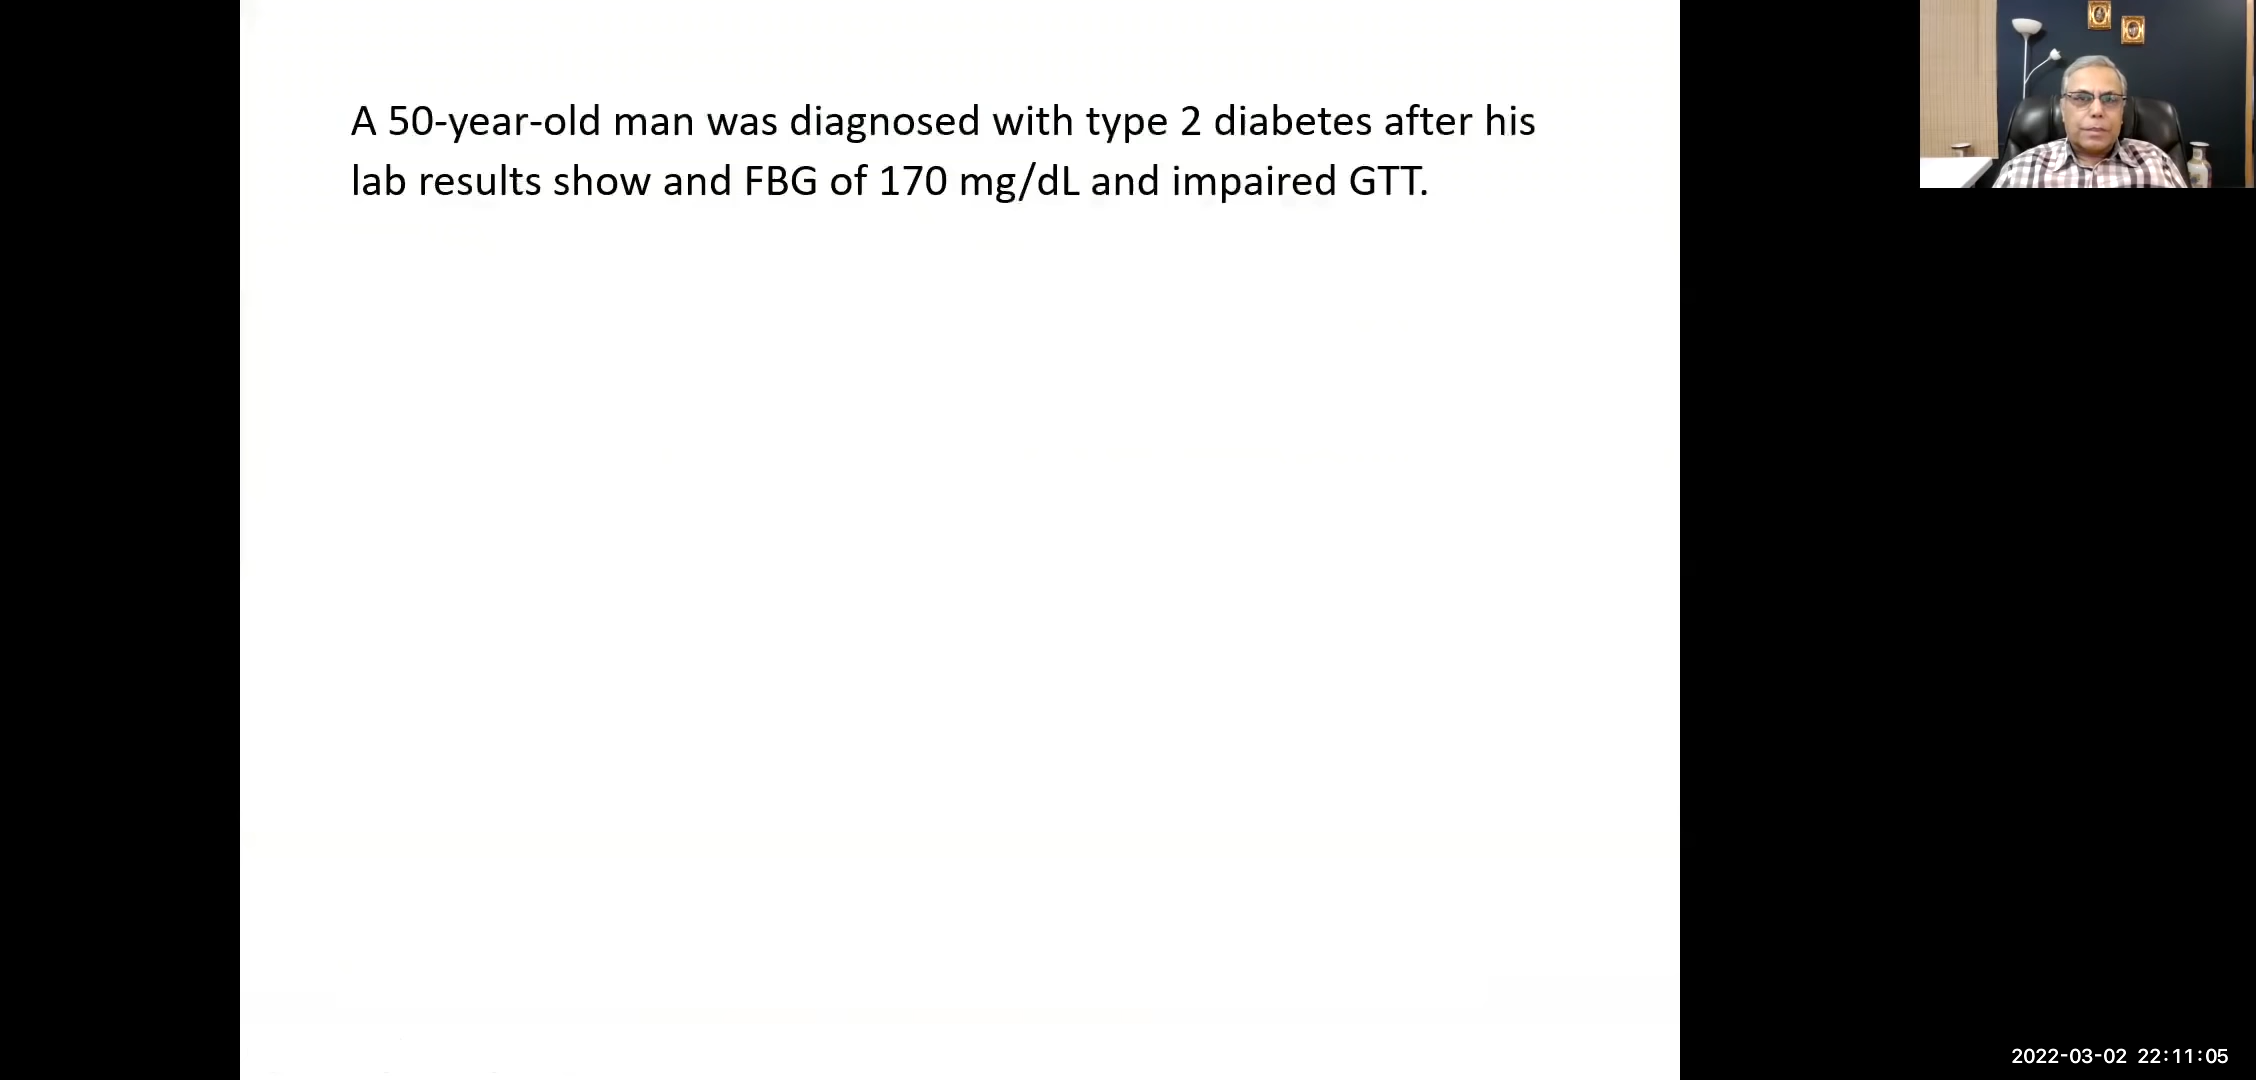 A 50-year-old man was diagnosed with type 2 diabetes after his
lab results show and FBG of 170 mg/dL and impaired GTT.
2022-03-02 22:11:05